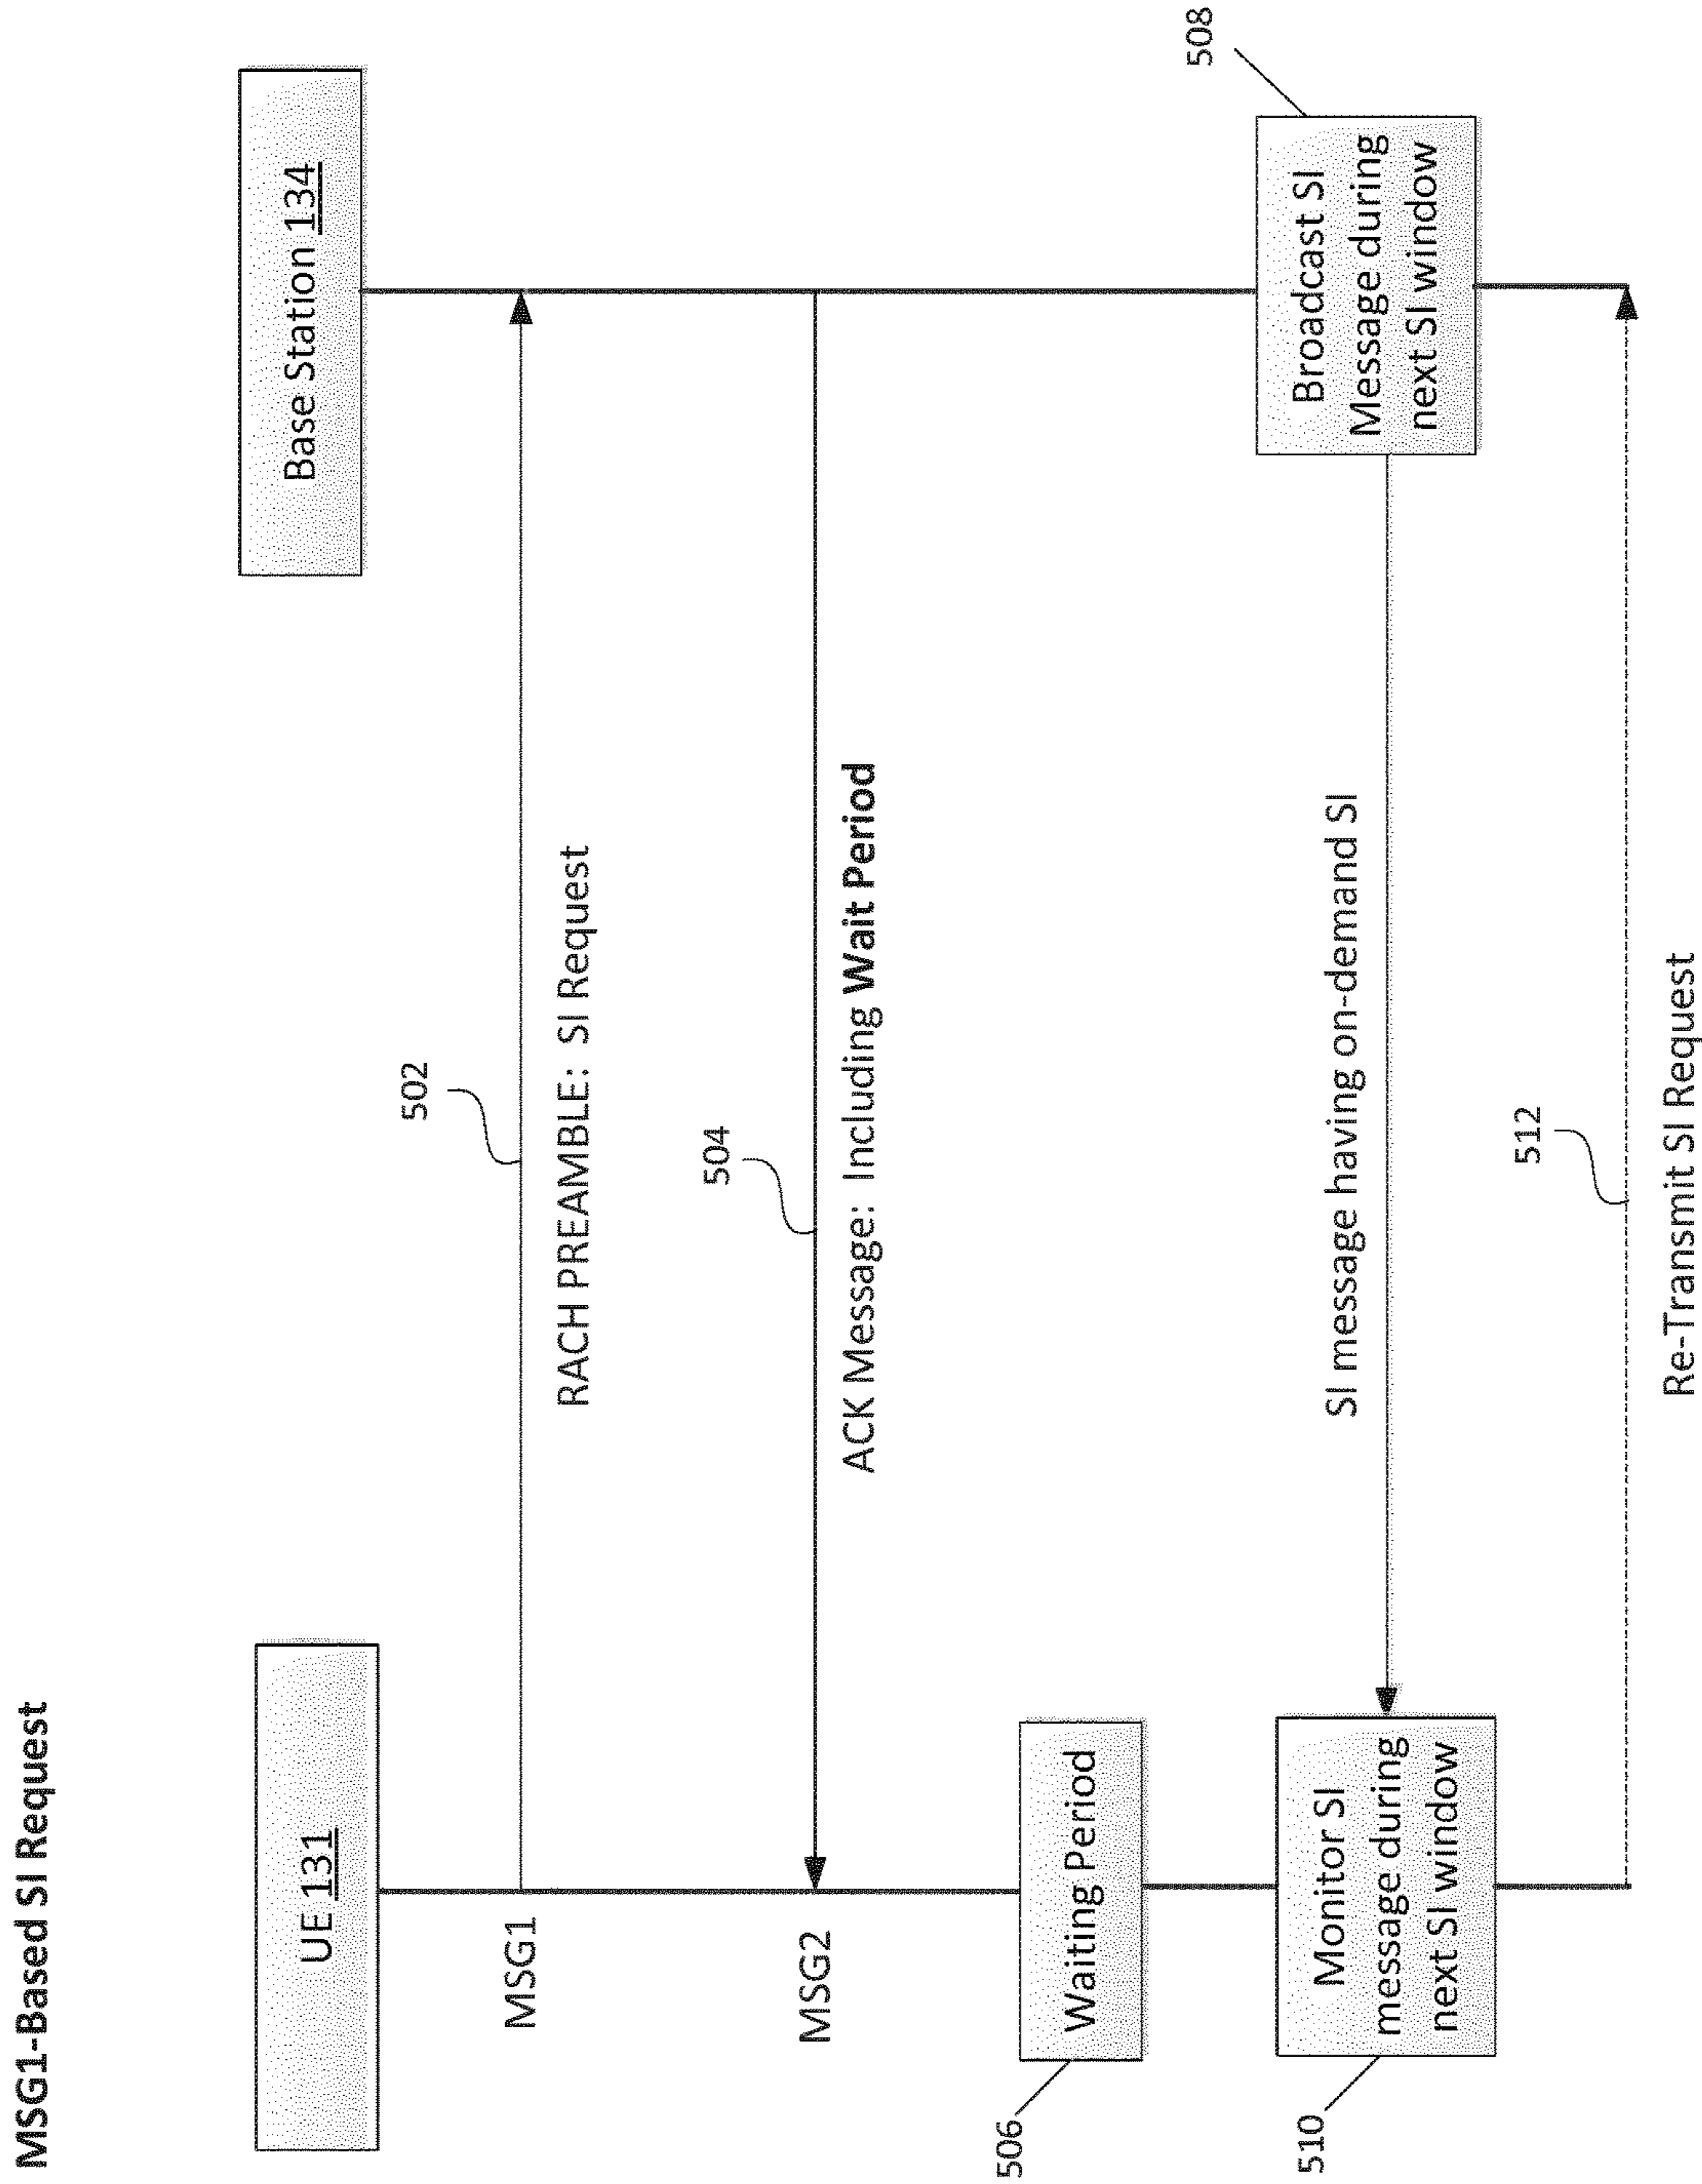 MSG1-Based SI Request
UE 131
Base Station 134
502
MSG1
RACH PREAMBLE: SI Request
504
MSG2
ACK Message: Including Wait Period
506
Waiting Period
508
Broadcast SI
Message during
next SI window
SI message having on-demand SI
510
Monitor SI
message during
next SI window
512
Re-Transmit SI Request